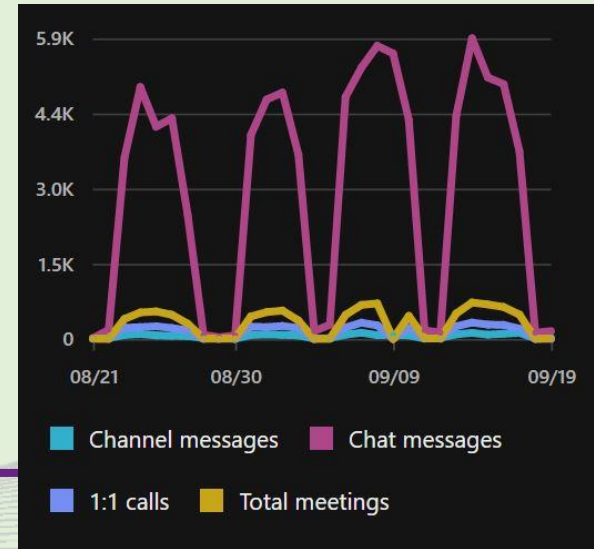 5.9K
4.4K
3.0K
1.5K
0
08/21 08/30 09/09 09/19
Channel messages Chat messages
1:1 calls Total meetings